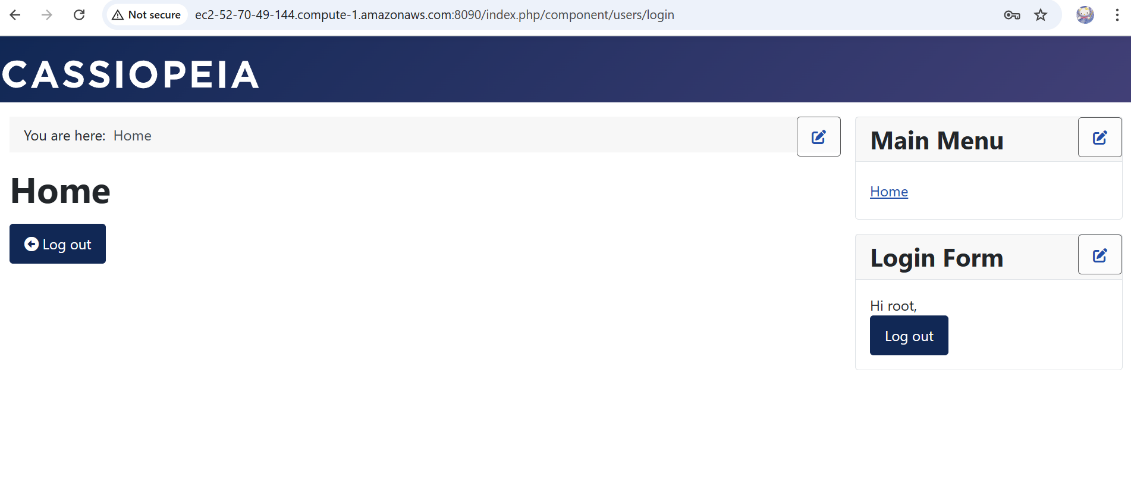 Not secure ec2-52-70-49-144.compute-1.amazonaws.com:8090/index.php/component/users/login
CASSIOPEIA
You are here: Home
Home
Log out
Main Menu
Home
Login Form
Hi root,
Log out